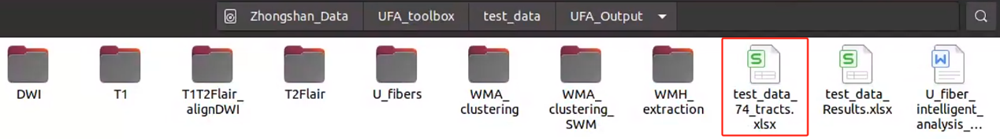 Zhongshan_Data UFA_toolbox test_data UFA_Output
DWI
T1
T1T2Flair_
alignDWI
T2Flair
U_fibers
WMA_
clustering
WMA_
clustering_
SWM
WMH_
extraction
S
test_data_
74_tracts.
xlsx
S
test_data_
Results.xlsx
W
U_fiber_
intelligent_
analysis_...